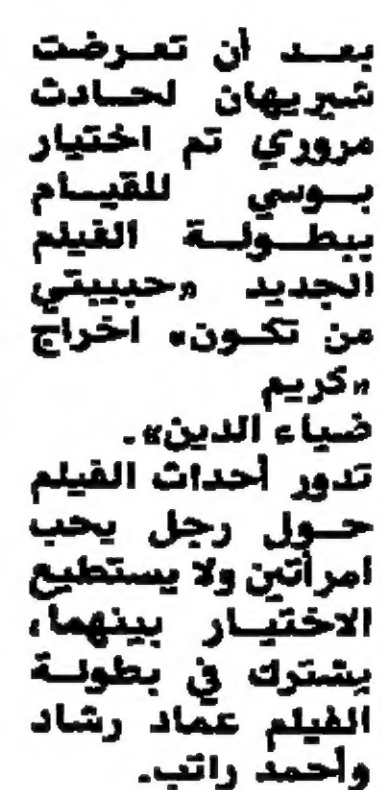 بعد أن تعرضت
شيريهان لحادث
مروري تم اختيار
بوسي للقيام
ببطولة الفيلم
الجديد «حبيبتي
من تكون» اخراج
«كريم
ضياء الدين».
تدور أحداث الفيلم
حول رجل يحب
امرأتين ولا يستطيع
الاختيار بينهما،
يشترك في بطولة
الفيلم عماد رشاد
وأحمد راتب.